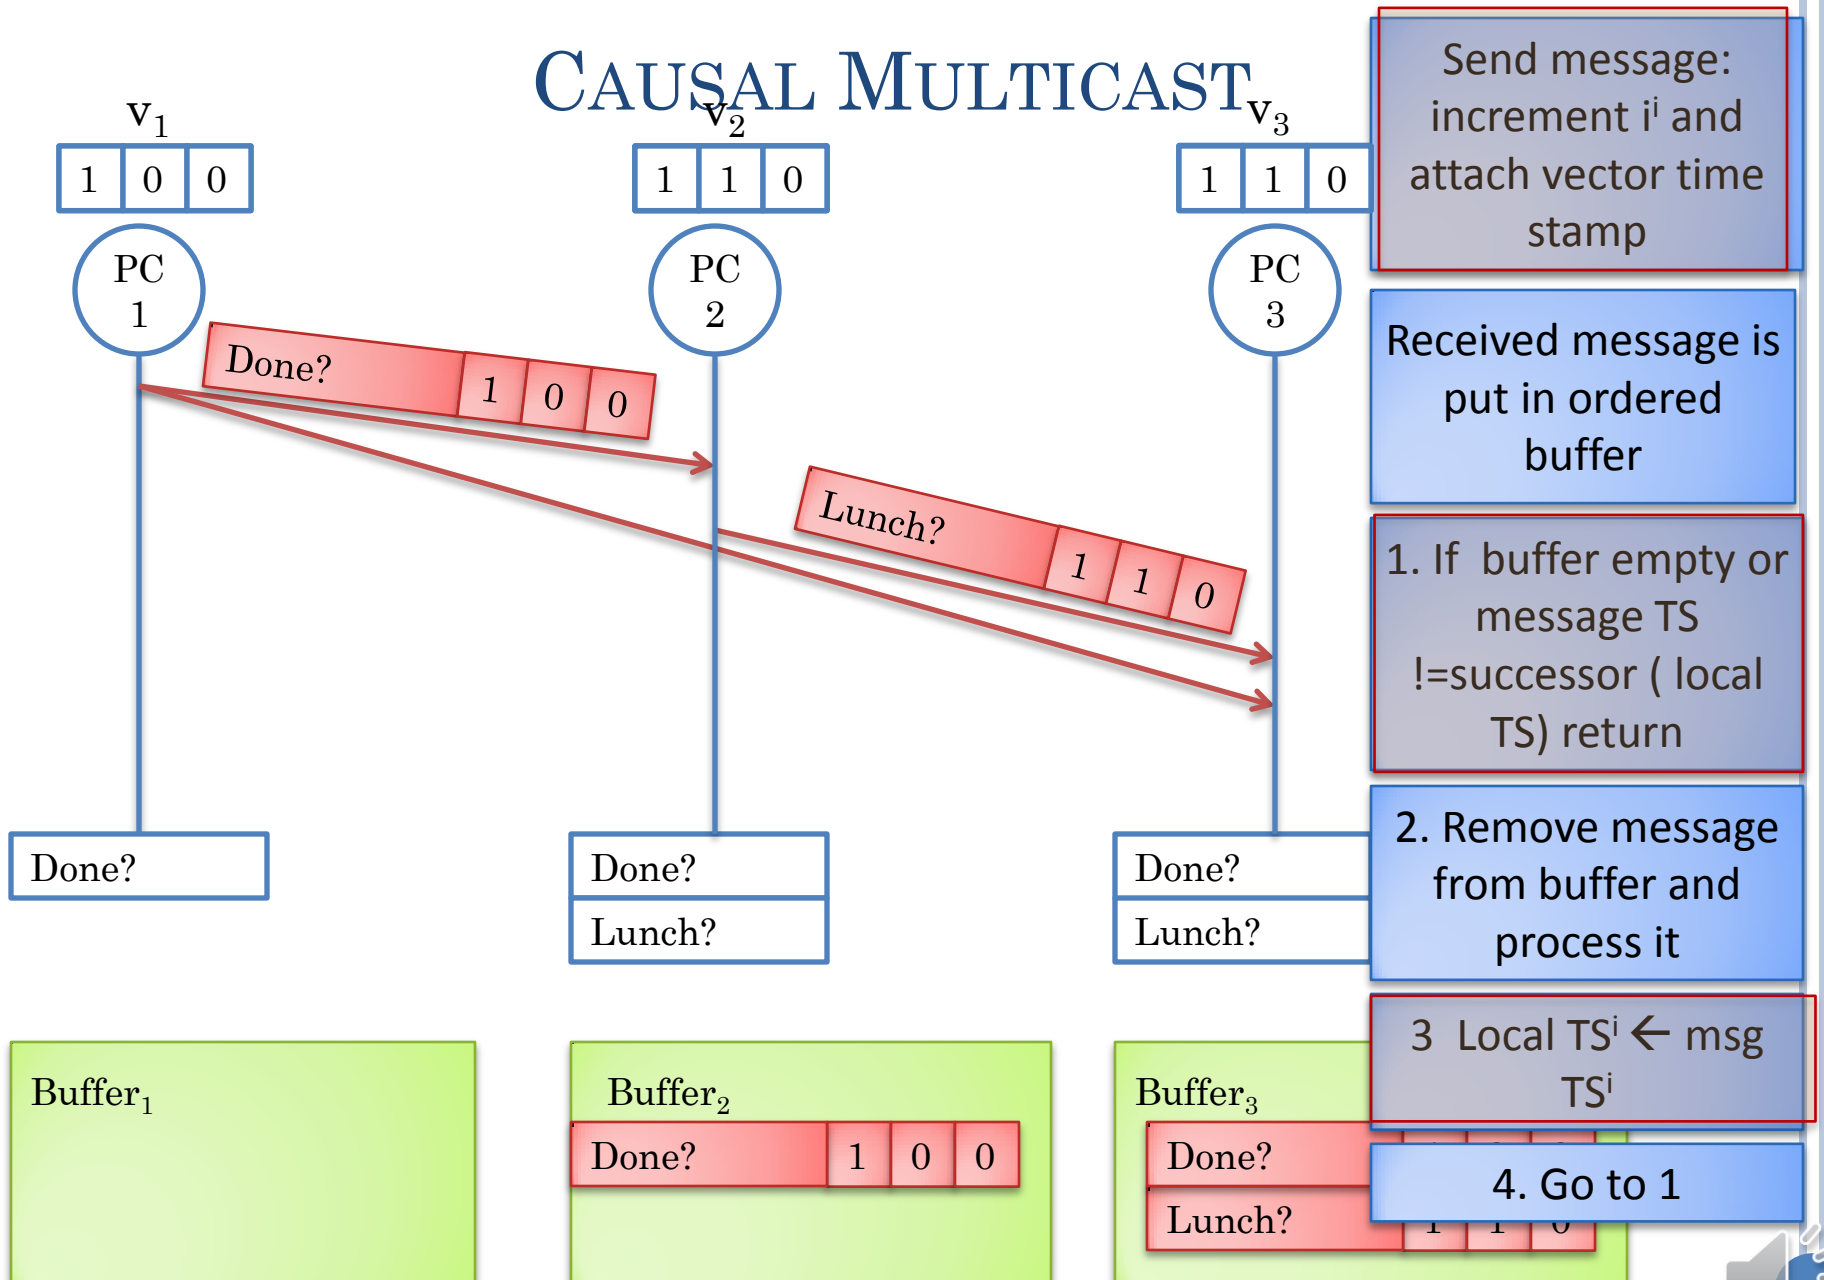 CAUSAL MULTICAST
v1
1 0 0
v2
1 1 0
v3
1 1 0
PC
1
PC
2
PC
3
Done? 1 0 0
Lunch? 1 1 0
Done?
Done?
Lunch?
Done?
Lunch?
Buffer1
Buffer2
Done? 1 0 0
Buffer3
Done?
Lunch? 1 1 0
Send message:
increment iⁱ and
attach vector time
stamp
Received message is
put in ordered
buffer
1. If buffer empty or
message TS
!=successor ( local
TS) return
2. Remove message
from buffer and
process it
3 Local TSⁱ ← msg
TSⁱ
4. Go to 1